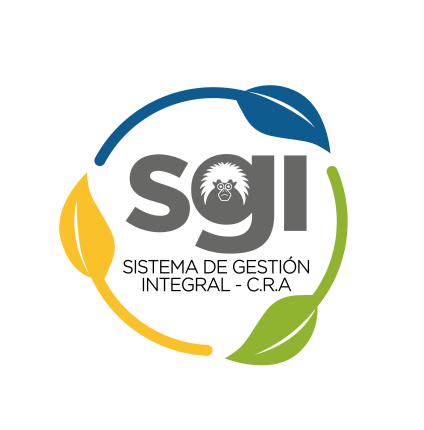 sgi
SISTEMA DE GESTIÓN
INTEGRAL - C.R.A